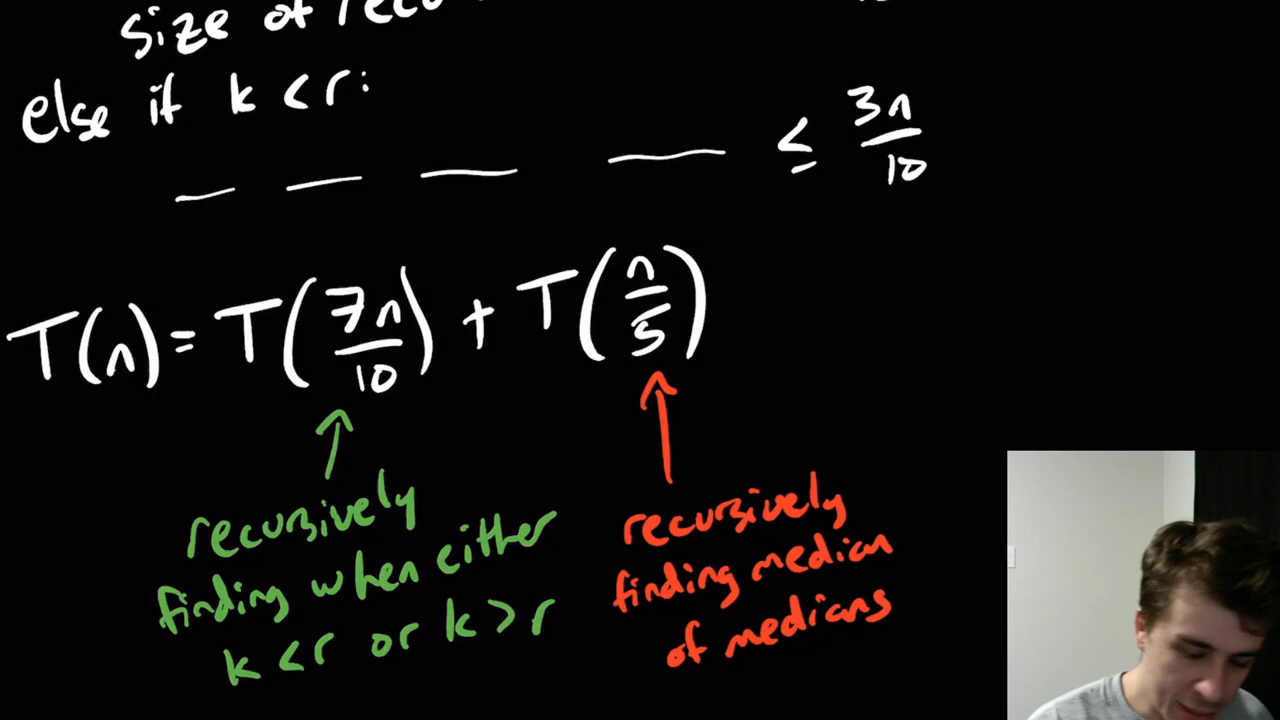 size of
else if k < r:
≤ 3n/10
T(n) = T(7n/10) + T(n/5)
recursively
finding when either
k < r or k > r
recursively
finding median
of medians